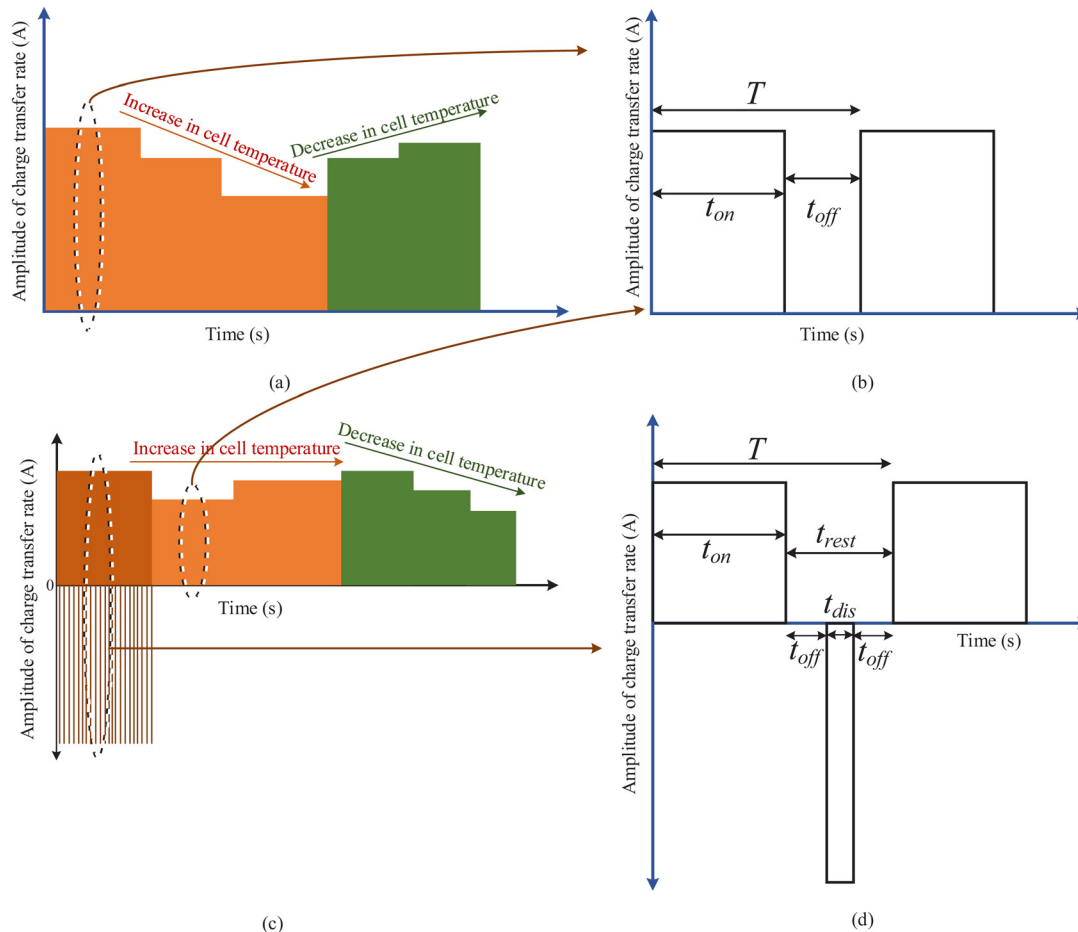 Amplitude of charge transfer rate (A)
Increase in cell temperature
Decrease in cell temperature
Time (s)
(a)
Amplitude of charge transfer rate (A)
T
t_on
t_off
Time (s)
(b)
Amplitude of charge transfer rate (A)
Increase in cell temperature
Decrease in cell temperature
0
Time (s)
(c)
Amplitude of charge transfer rate (A)
T
t_on
t_rest
t_dis
t_off
t_off
Time (s)
(d)